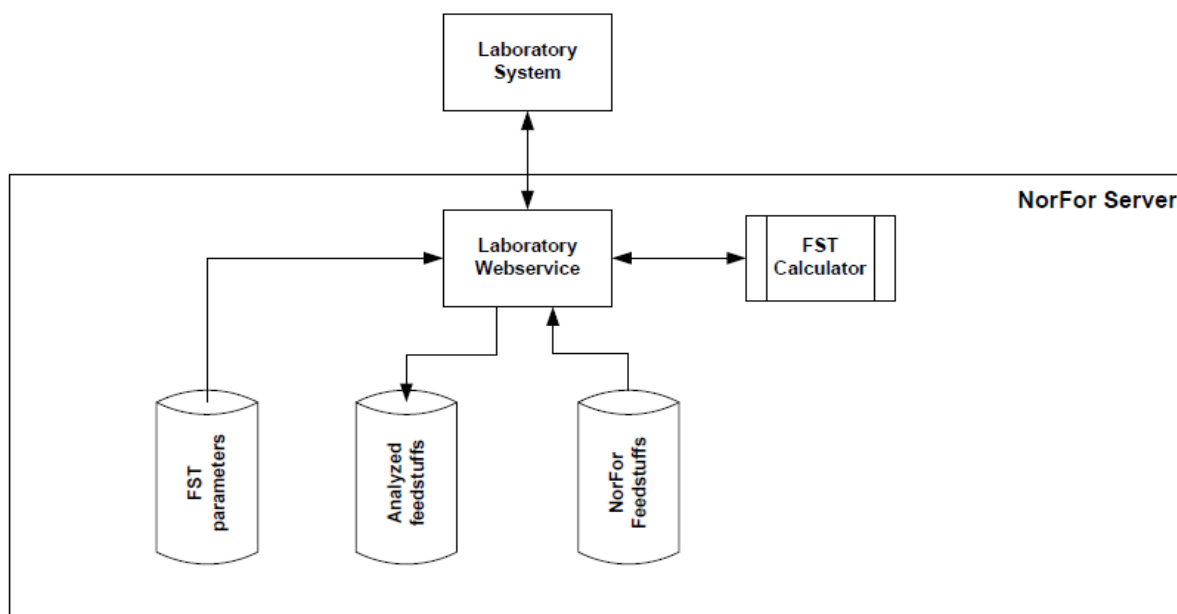 Laboratory
System
NorFor Server
Laboratory
Webservice
FST
Calculator
FST
parameters
Analyzed
feedstuffs
NorFor
Feedstuffs